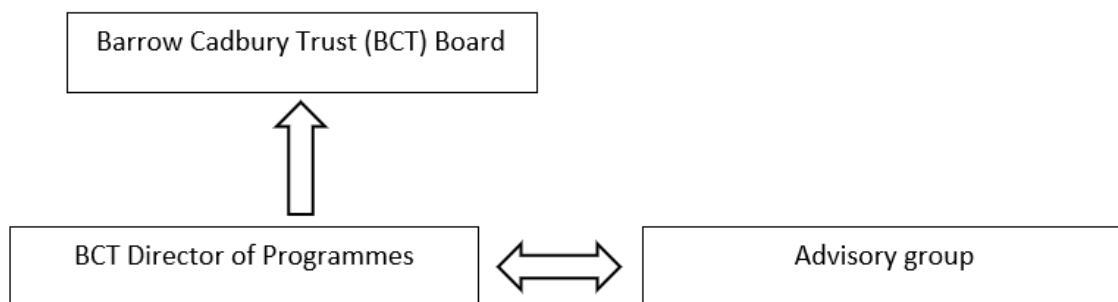 Barrow Cadbury Trust (BCT) Board
BCT Director of Programmes
Advisory group